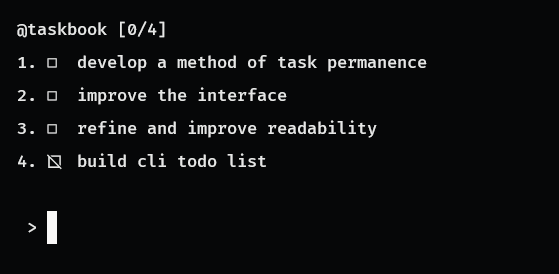 @taskbook [0/4]
1. □ develop a method of task permanence
2. □ improve the interface
3. □ refine and improve readability
4. ⍂ build cli todo list
>